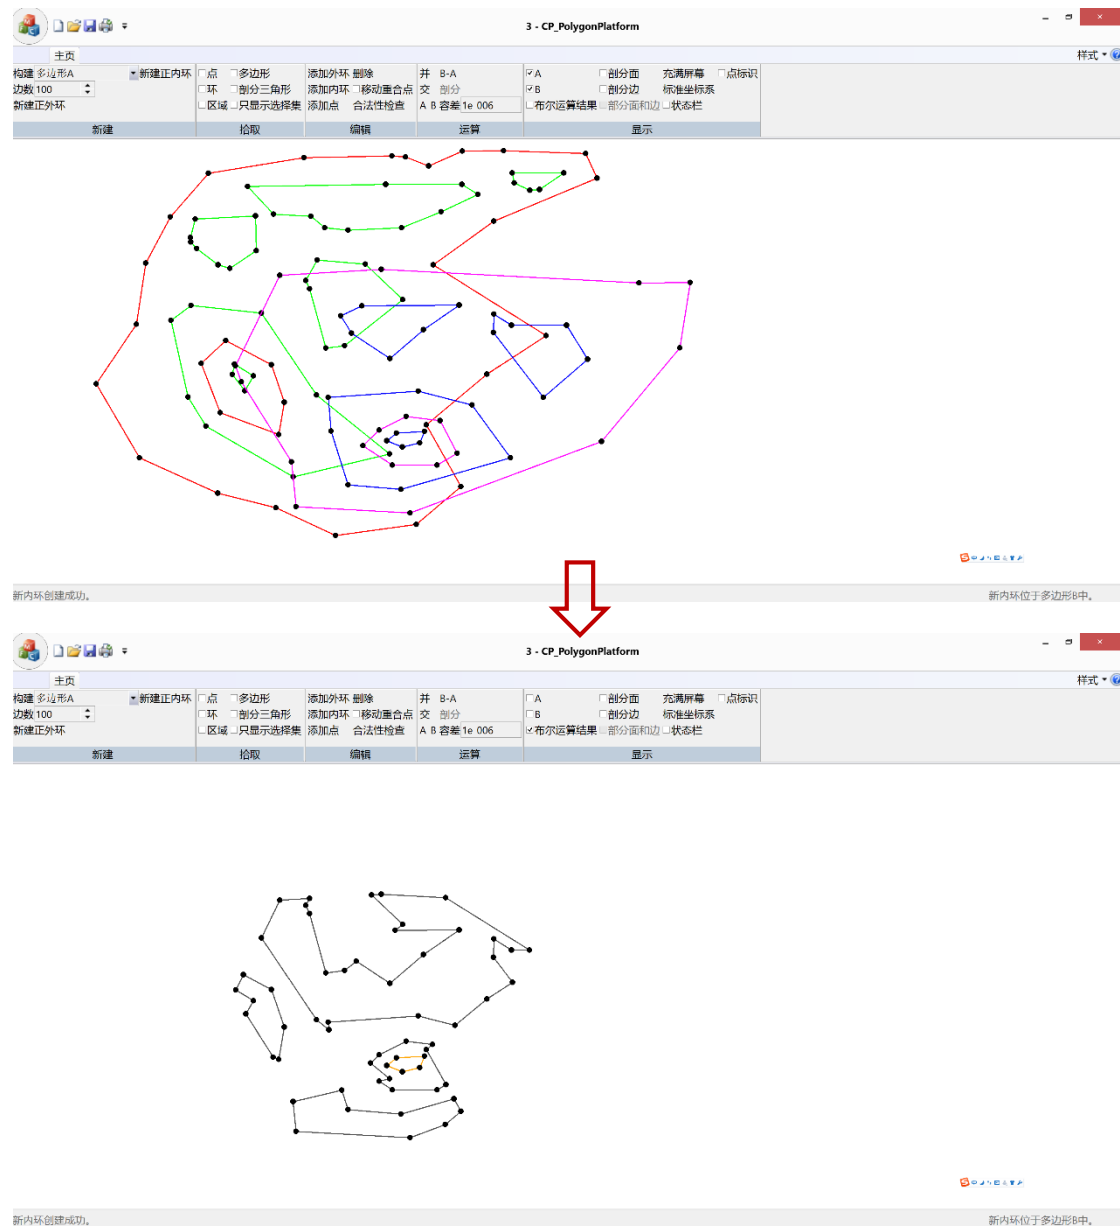 3 - CP_PolygonPlatform
主页
样式
构建 多边形A 新建正内环 点 多边形 添加外环 删除 并 B-A A 剖分面 充满屏幕 点标识
边数 100 环 剖分三角形 添加内环 移动重合点 交 剖分 B 剖分边 标准坐标系
新建正外环 区域 只显示选择集 添加点 合法性检查 A B 容差 1e 006 布尔运算结果 部分面和边 状态栏
新建 拾取 编辑 运算 显示
新内环创建成功。 新内环位于多边形B中。
3 - CP_PolygonPlatform
主页
样式
构建 多边形A 新建正内环 点 多边形 添加外环 删除 并 B-A A 剖分面 充满屏幕 点标识
边数 100 环 剖分三角形 添加内环 移动重合点 交 剖分 B 剖分边 标准坐标系
新建正外环 区域 只显示选择集 添加点 合法性检查 A B 容差 1e 006 布尔运算结果 部分面和边 状态栏
新建 拾取 编辑 运算 显示
新内环创建成功。 新内环位于多边形B中。